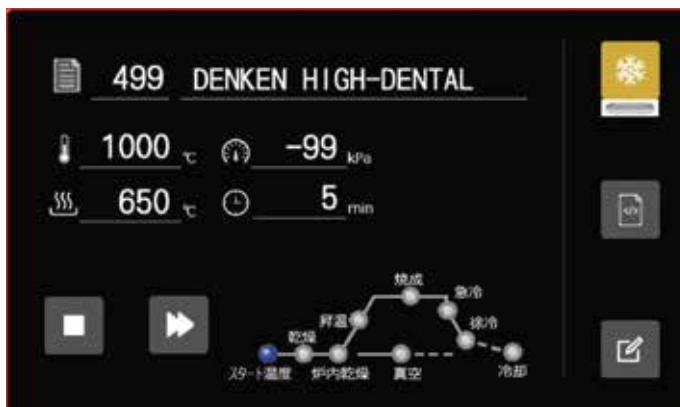 499 DENKEN HIGH-DENTAL
1000 ℃ -99 kPa
650 ℃ 5 min
焼成
急冷
昇温
徐冷
乾燥
スタート温度 炉内乾燥 真空 冷却